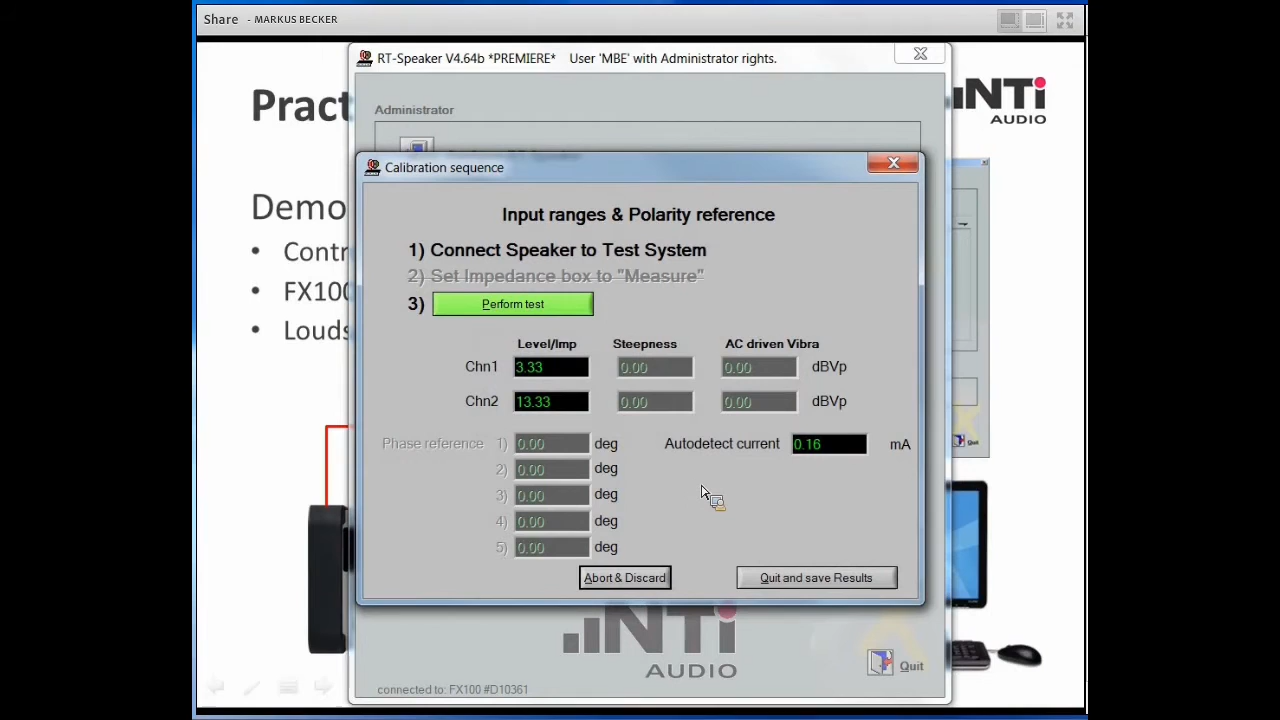 Share - MARKUS BECKER
RT-Speaker V4.64b *PREMIERE* User 'MBE' with Administrator rights.
Pract
NTi
AUDIO
Administrator
Calibration sequence
Input ranges & Polarity reference
Demo
1) Connect Speaker to Test System
Contr
2) Set Impedance box to "Measure"
FX100
3) Perform test
Louds
Level/Imp Steepness AC driven Vibra
Chn1 3.33 0.00 0.00 dBVp
Chn2 13.33 0.00 0.00 dBVp
Phase reference 1) 0.00 deg Autodetect current 0.16 mA
Quit
2) 0.00 deg
3) 0.00 deg
4) 0.00 deg
5) 0.00 deg
Abort & Discard Quit and save Results
NTi
AUDIO
Quit
connected to: FX100 #D10361